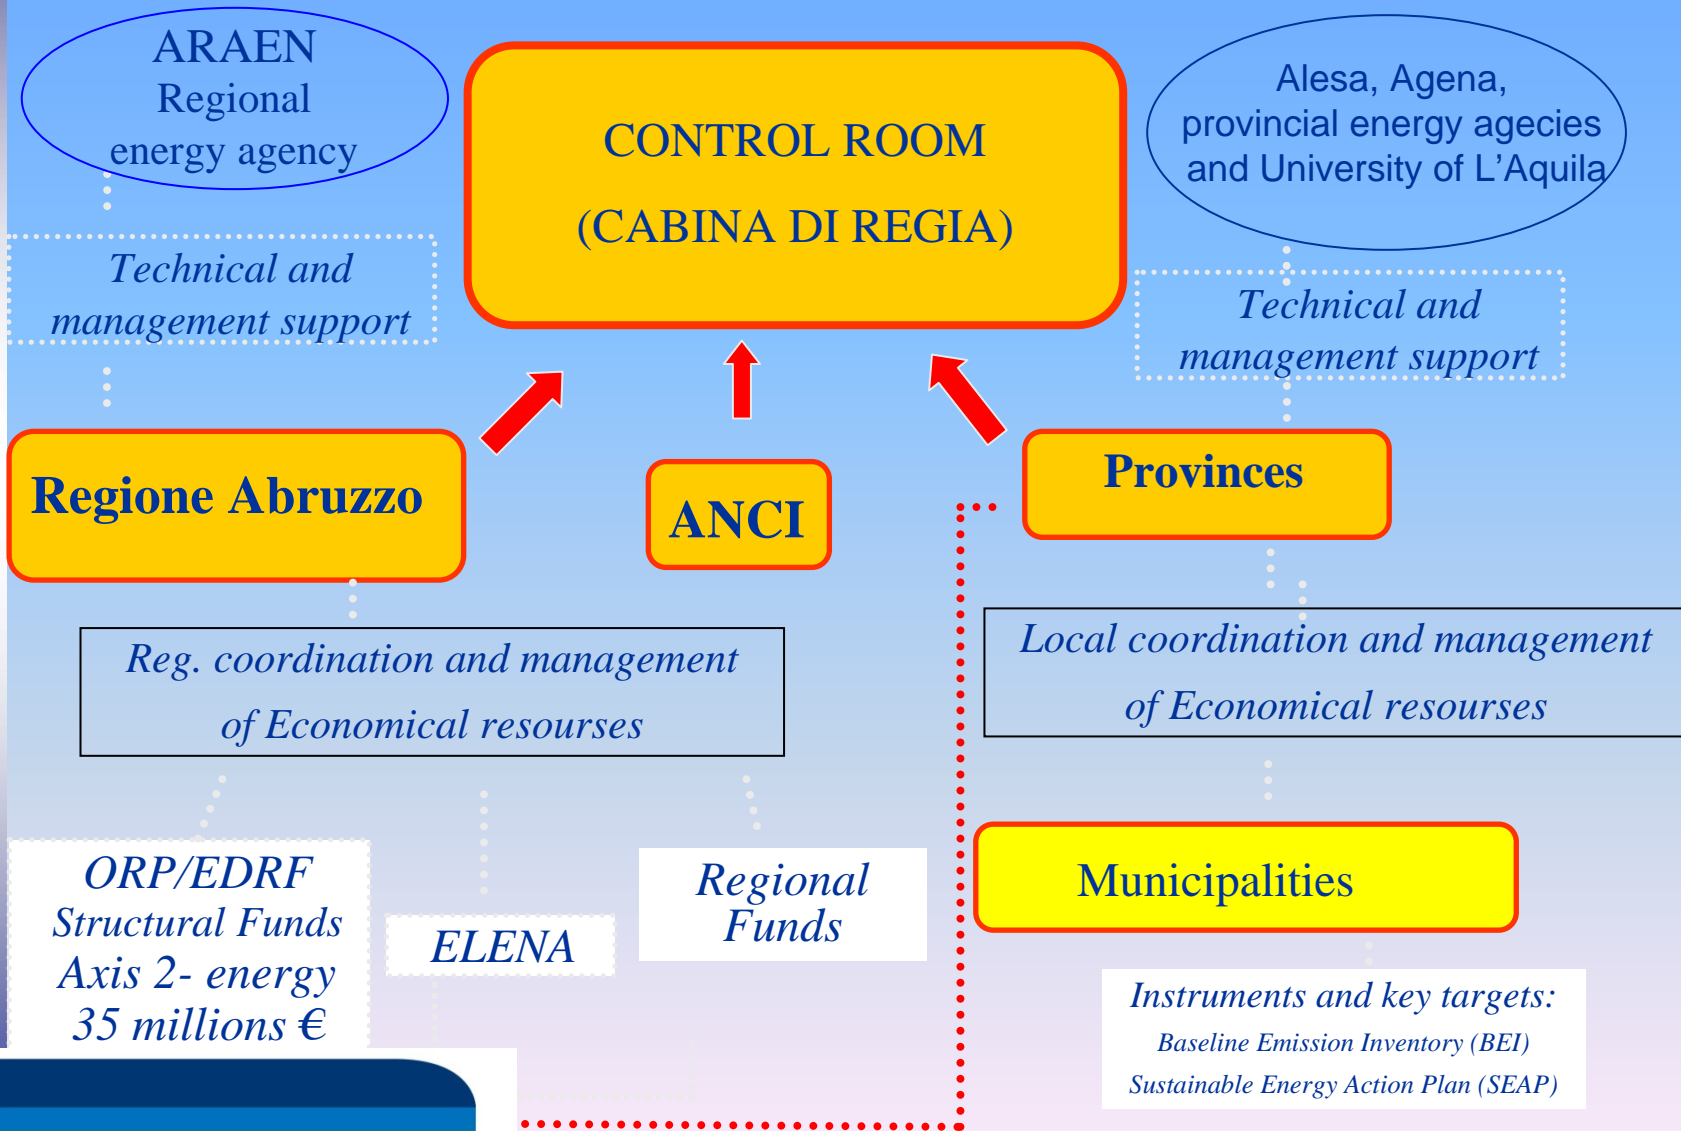 ARAEN
Regional
energy agency
CONTROL ROOM
(CABINA DI REGIA)
Alesa, Agena,
provincial energy agecies
and University of L'Aquila
Technical and
management support
Technical and
management support
Regione Abruzzo
ANCI
Provinces
Reg. coordination and management
of Economical resourses
Local coordination and management
of Economical resourses
ORP/EDRF
Structural Funds
Axis 2- energy
35 millions €
ELENA
Regional
Funds
Municipalities
Instruments and key targets:
Baseline Emission Inventory (BEI)
Sustainable Energy Action Plan (SEAP)